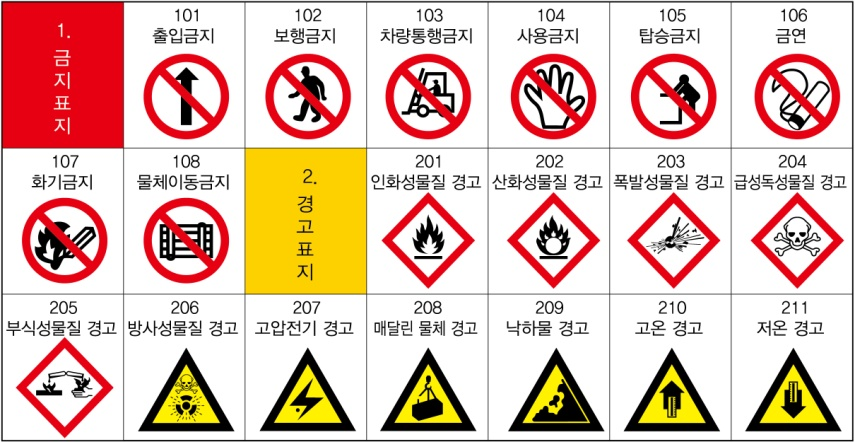 1. 금지표지
101
출입금지
102
보행금지
103
차량통행금지
104
사용금지
105
탑승금지
106
금연
107
화기금지
108
물체이동금지
2. 경고표지
201
인화성물질 경고
202
산화성물질 경고
203
폭발성물질 경고
204
급성독성물질 경고
205
부식성물질 경고
206
방사성물질 경고
207
고압전기 경고
208
매달린 물체 경고
209
낙하물 경고
210
고온 경고
211
저온 경고